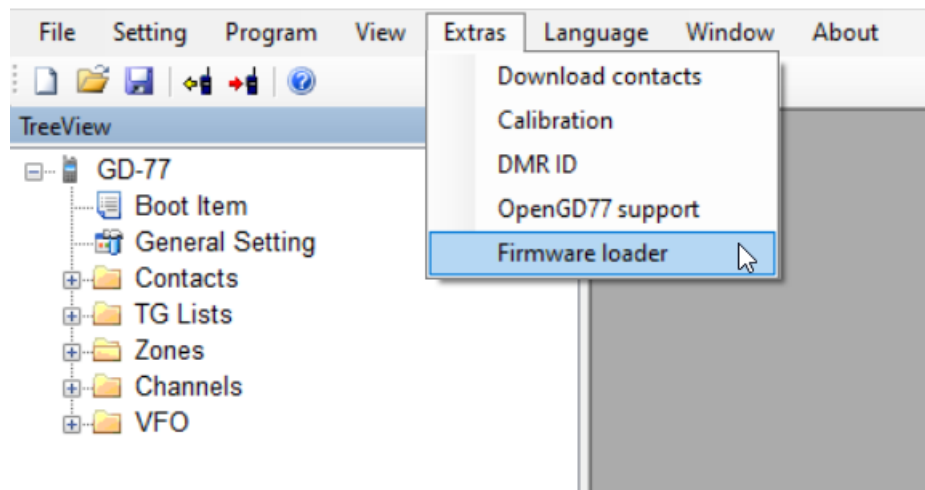 File Setting Program View Extras Language Window About
TreeView
GD-77
Boot Item
General Setting
Contacts
TG Lists
Zones
Channels
VFO
Download contacts
Calibration
DMR ID
OpenGD77 support
Firmware loader